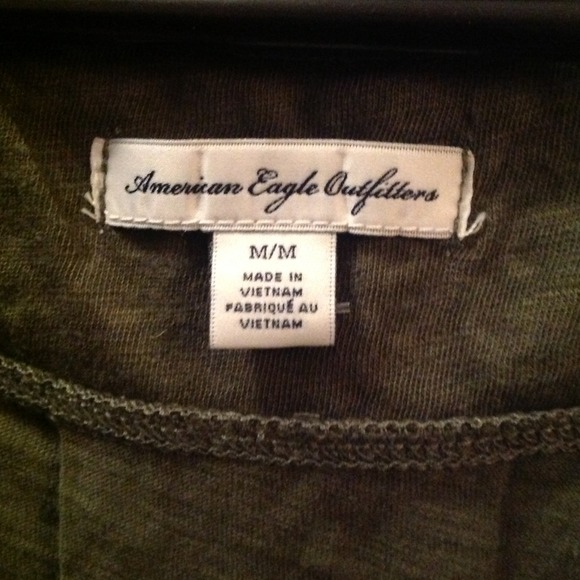 American Eagle Outfitters
M/M
MADE IN
VIETNAM
FABRIQUÉ AU
VIETNAM